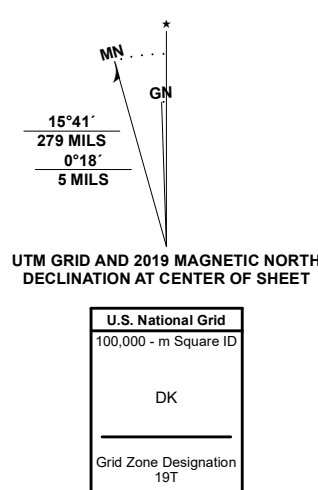 ★
MN
GN
15°41´
279 MILS
0°18´
5 MILS
UTM GRID AND 2019 MAGNETIC NORTH
DECLINATION AT CENTER OF SHEET
U.S. National Grid
100,000 - m Square ID
DK
Grid Zone Designation
19T